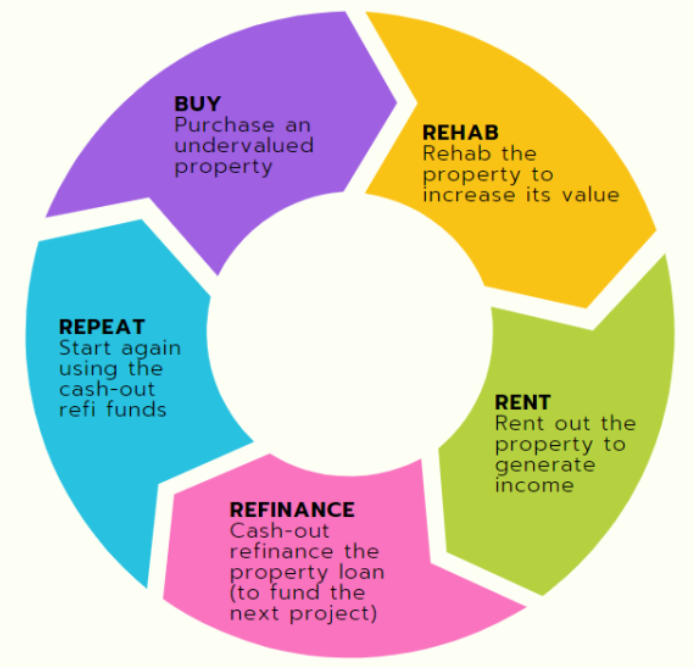 BUY
Purchase an
undervalued
property
REHAB
Rehab the
property to
increase its value
RENT
Rent out the
property to
generate
income
REFINANCE
Cash-out
refinance the
property loan
(to fund the
next project)
REPEAT
Start again
using the
cash-out
refi funds